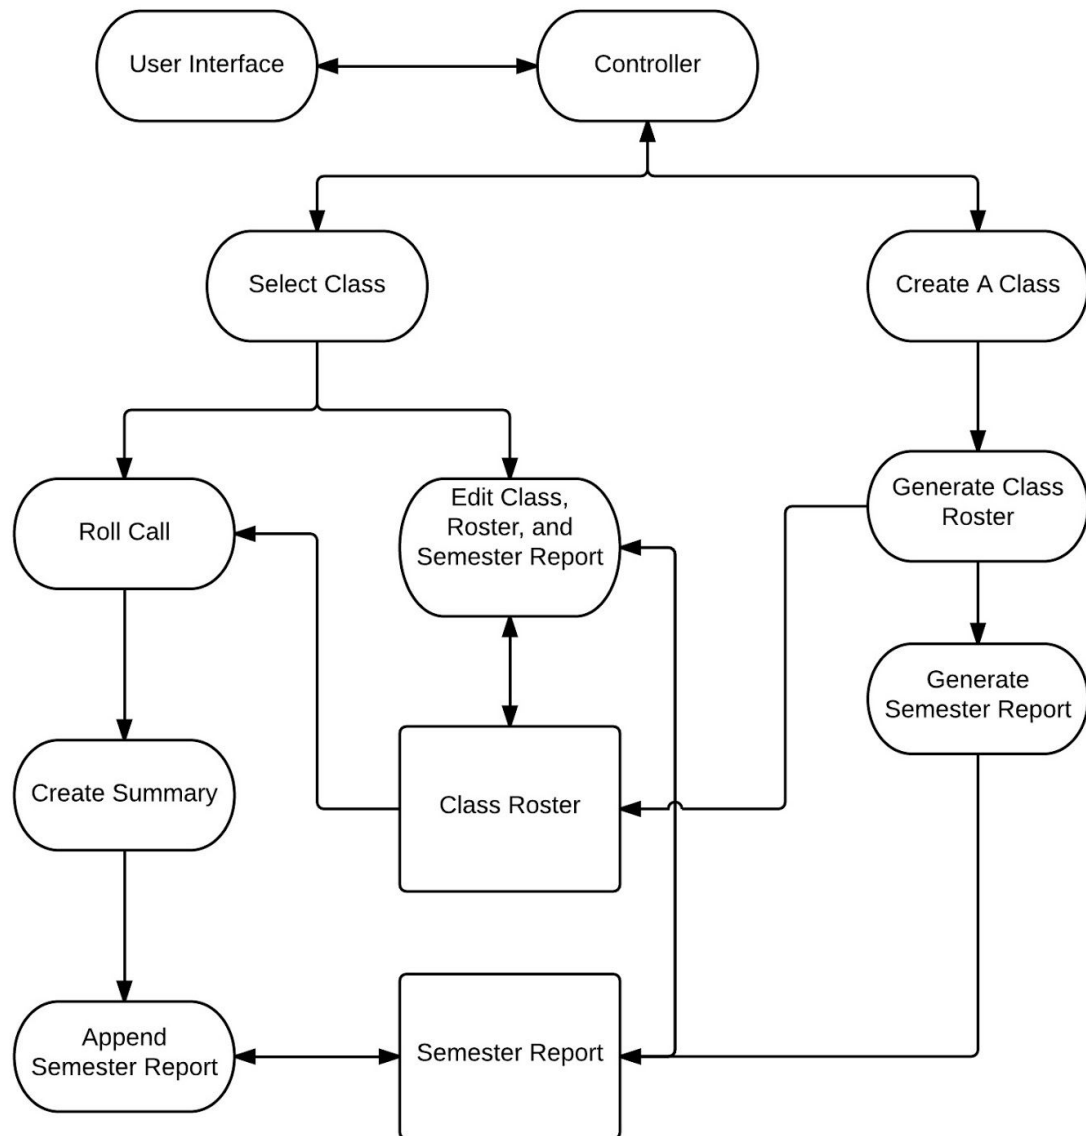 User Interface
Controller
Select Class
Create A Class
Roll Call
Edit Class,
Roster, and
Semester Report
Generate Class
Roster
Generate
Semester Report
Create Summary
Class Roster
Append
Semester Report
Semester Report